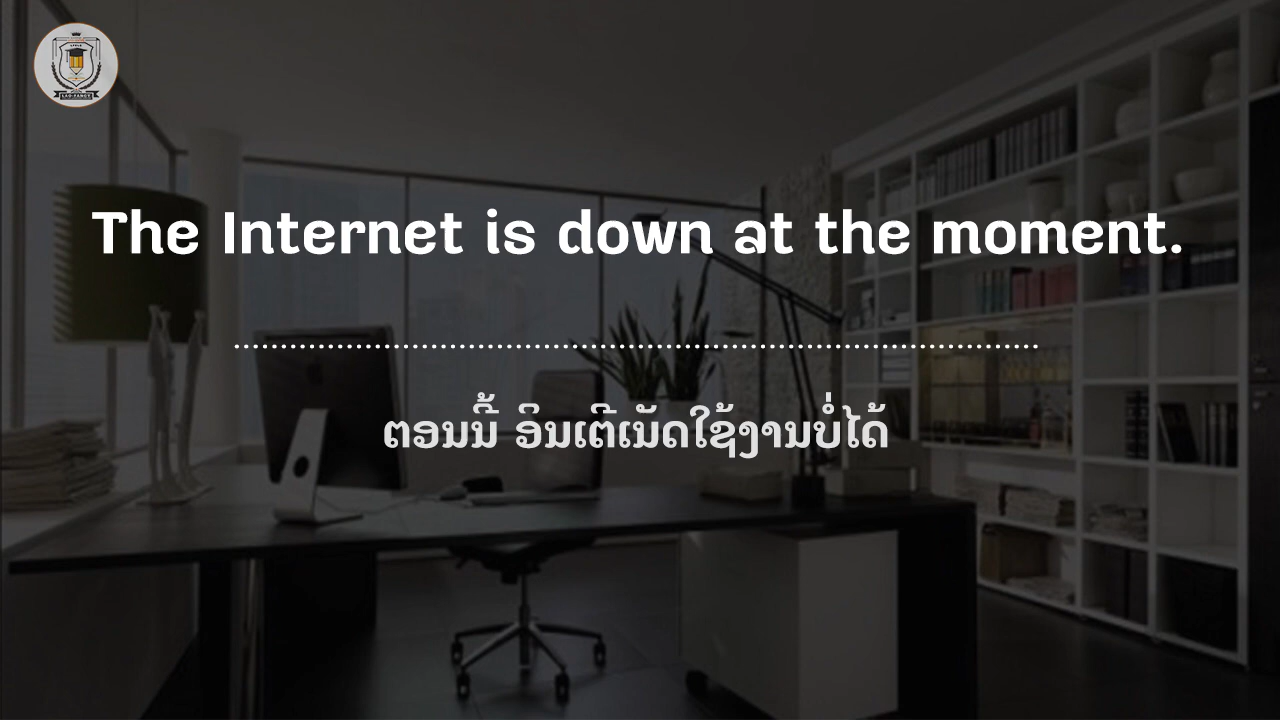 The Internet is down at the moment.
ຕອນນີ້ ອິນເຕີເນັດໃຊ້ງານບໍ່ໄດ້